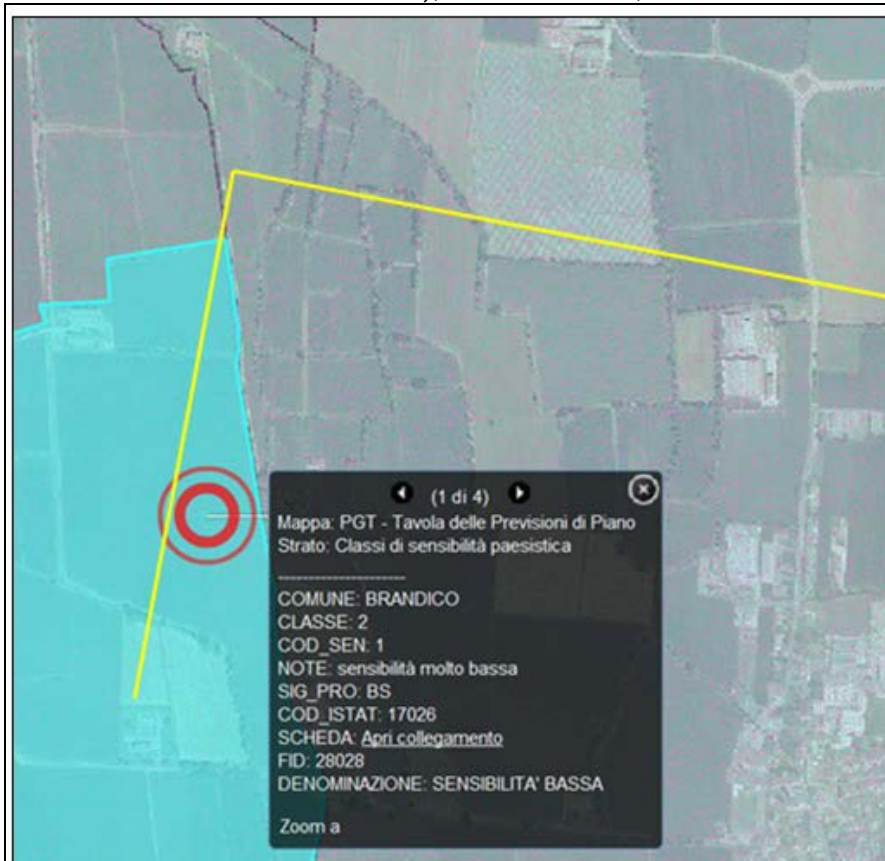 (1 di 4)
Mappa: PGT - Tavola delle Previsioni di Piano
Strato: Classi di sensibilità paesistica
---------------------
COMUNE: BRANDICO
CLASSE: 2
COD_SEN: 1
NOTE: sensibilità molto bassa
SIG_PRO: BS
COD_ISTAT: 17026
SCHEDA: Apri collegamento
FID: 28028
DENOMINAZIONE: SENSIBILITA' BASSA
Zoom a